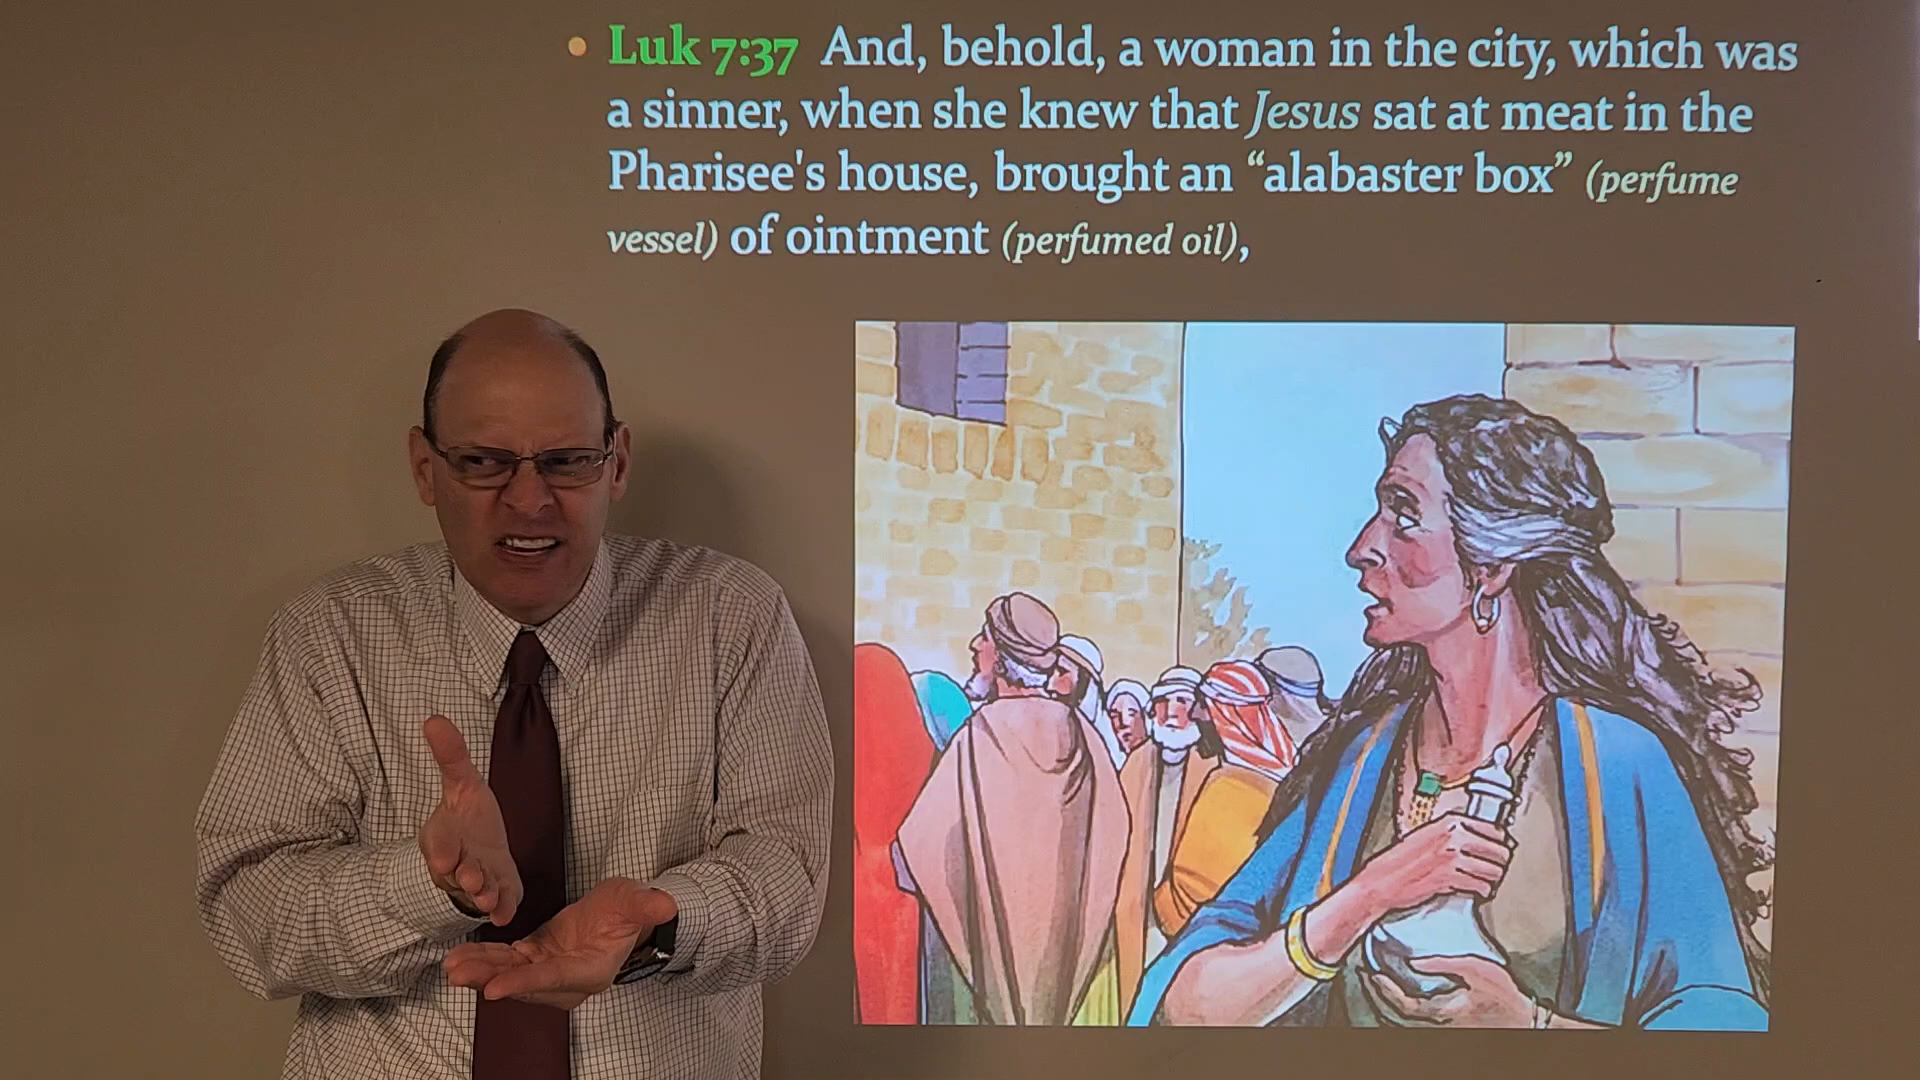 • Luk 7:37 And, behold, a woman in the city, which was
a sinner, when she knew that Jesus sat at meat in the
Pharisee's house, brought an “alabaster box” (perfume
vessel) of ointment (perfumed oil),